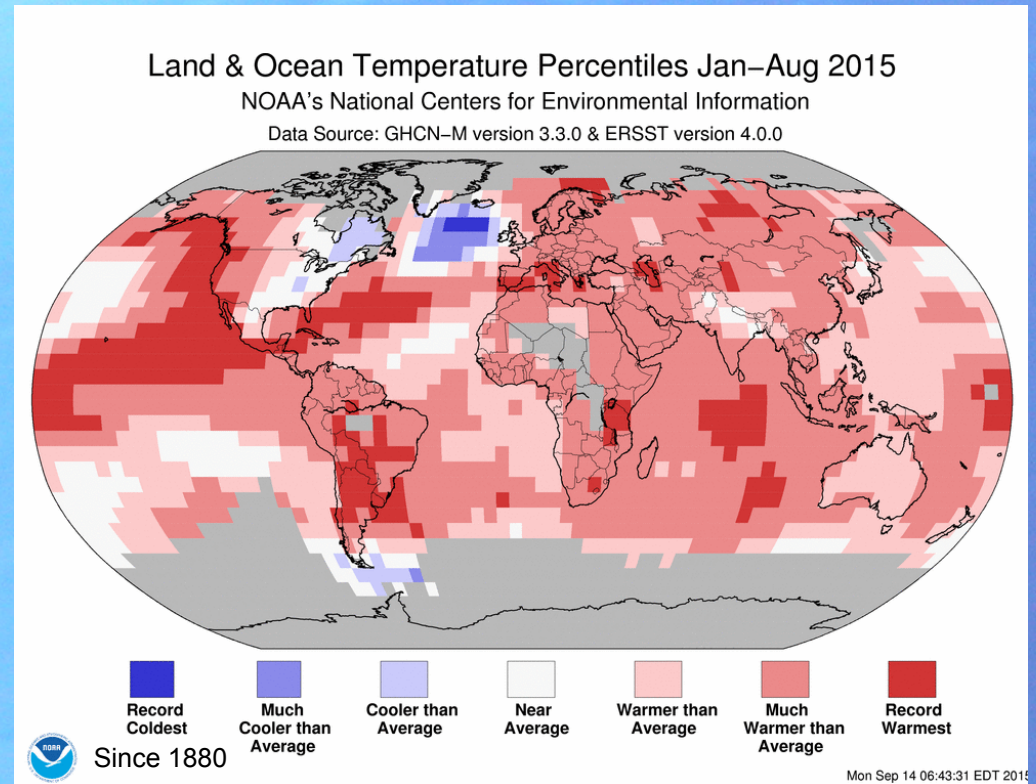 Land & Ocean Temperature Percentiles Jan–Aug 2015
NOAA's National Centers for Environmental Information
Data Source: GHCN–M version 3.3.0 & ERSST version 4.0.0
Record
Coldest
Much
Cooler than
Average
Cooler than
Average
Near
Average
Warmer than
Average
Much
Warmer than
Average
Record
Warmest
NOAA
Since 1880
Mon Sep 14 06:43:31 EDT 2015